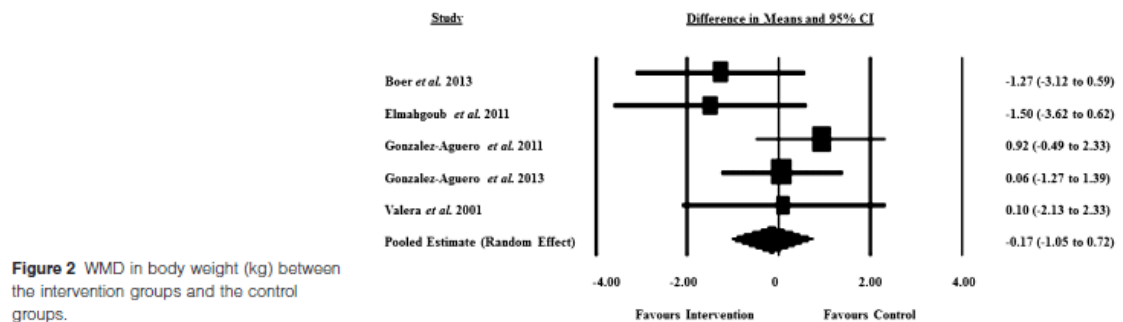 Study Difference in Means and 95% CI
Boer et al. 2013 -1.27 (-3.12 to 0.59)
Elmahgoub et al. 2011 -1.50 (-3.62 to 0.62)
Gonzalez-Aguero et al. 2011 0.92 (-0.49 to 2.33)
Gonzalez-Aguero et al. 2013 0.06 (-1.27 to 1.39)
Valera et al. 2001 0.10 (-2.13 to 2.33)
Pooled Estimate (Random Effect) -0.17 (-1.05 to 0.72)
-4.00 -2.00 0 2.00 4.00
Favours Intervention Favours Control
Figure 2 WMD in body weight (kg) between
the intervention groups and the control
groups.